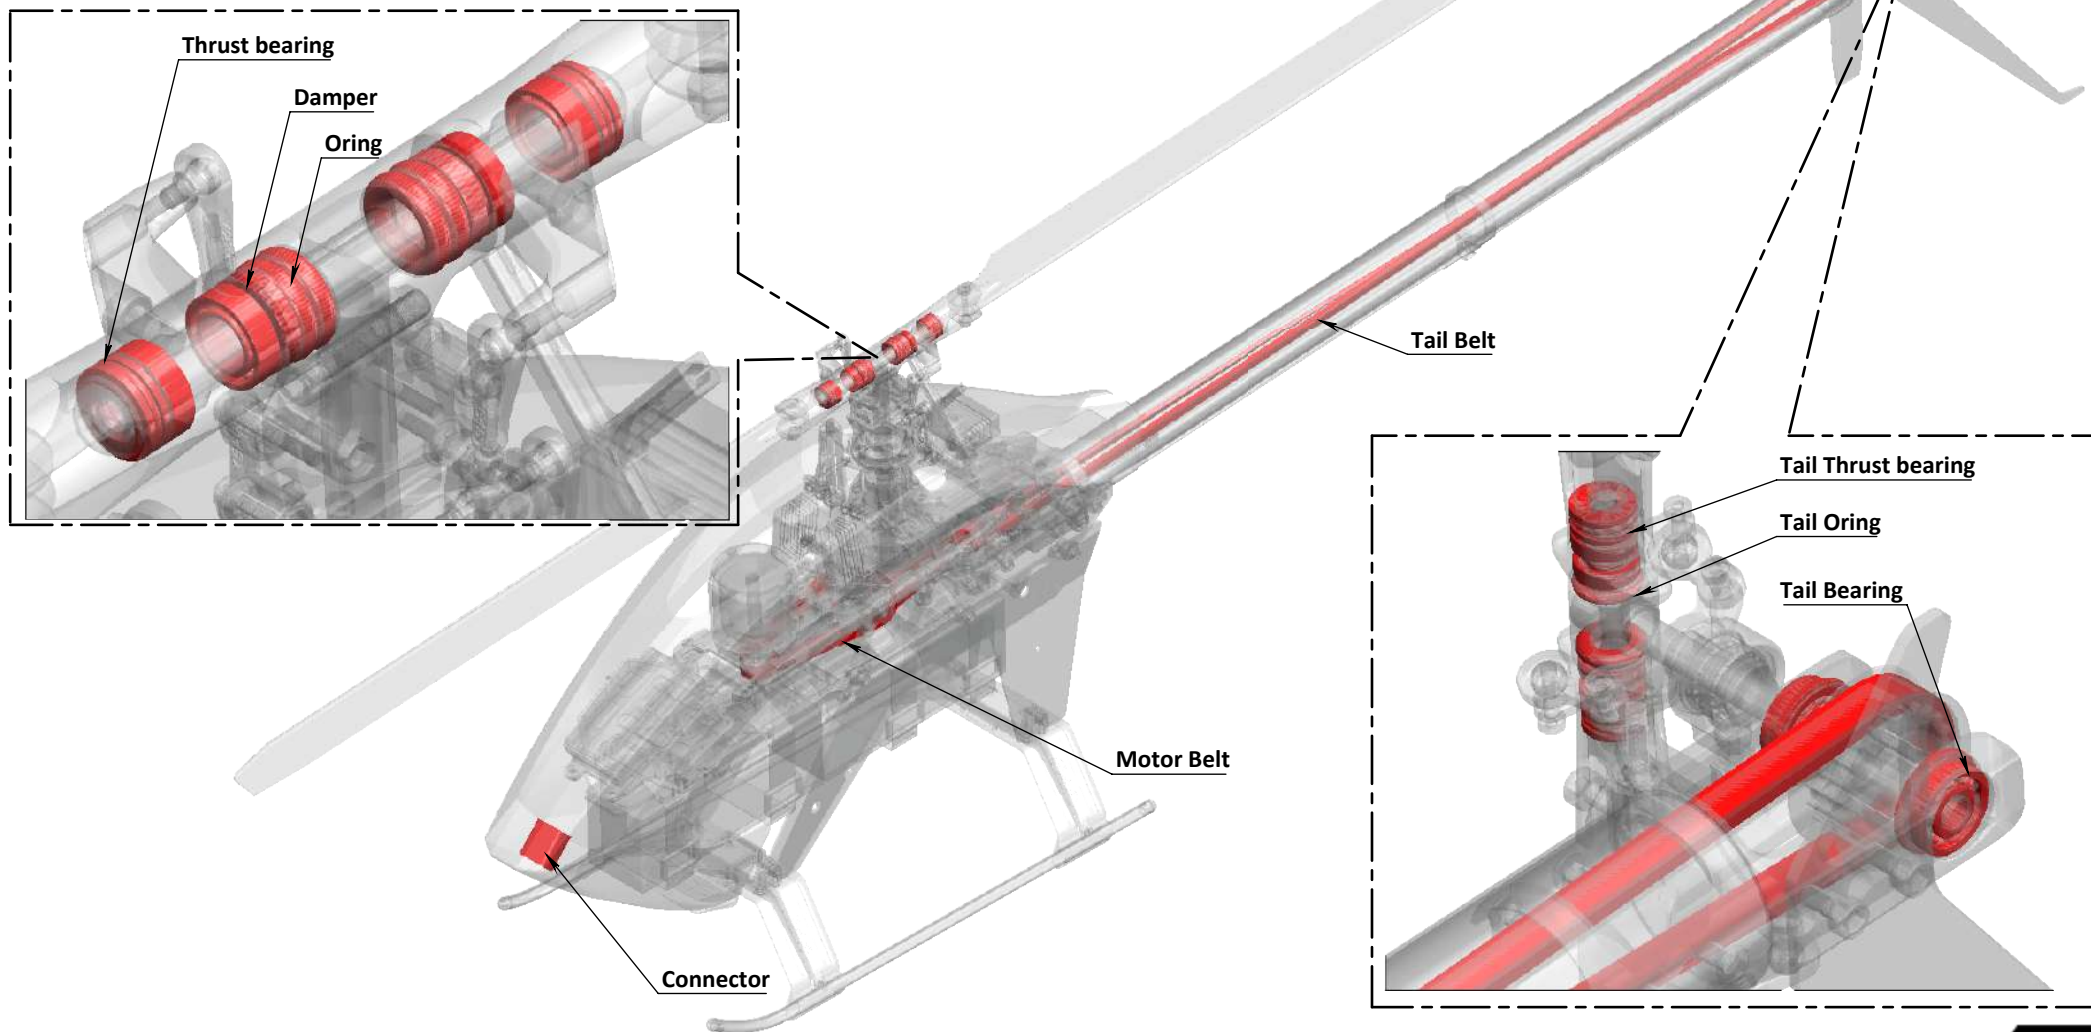 Thrust bearing
Damper
Oring
Tail Belt
Tail Thrust bearing
Tail Oring
Tail Bearing
Motor Belt
Connector